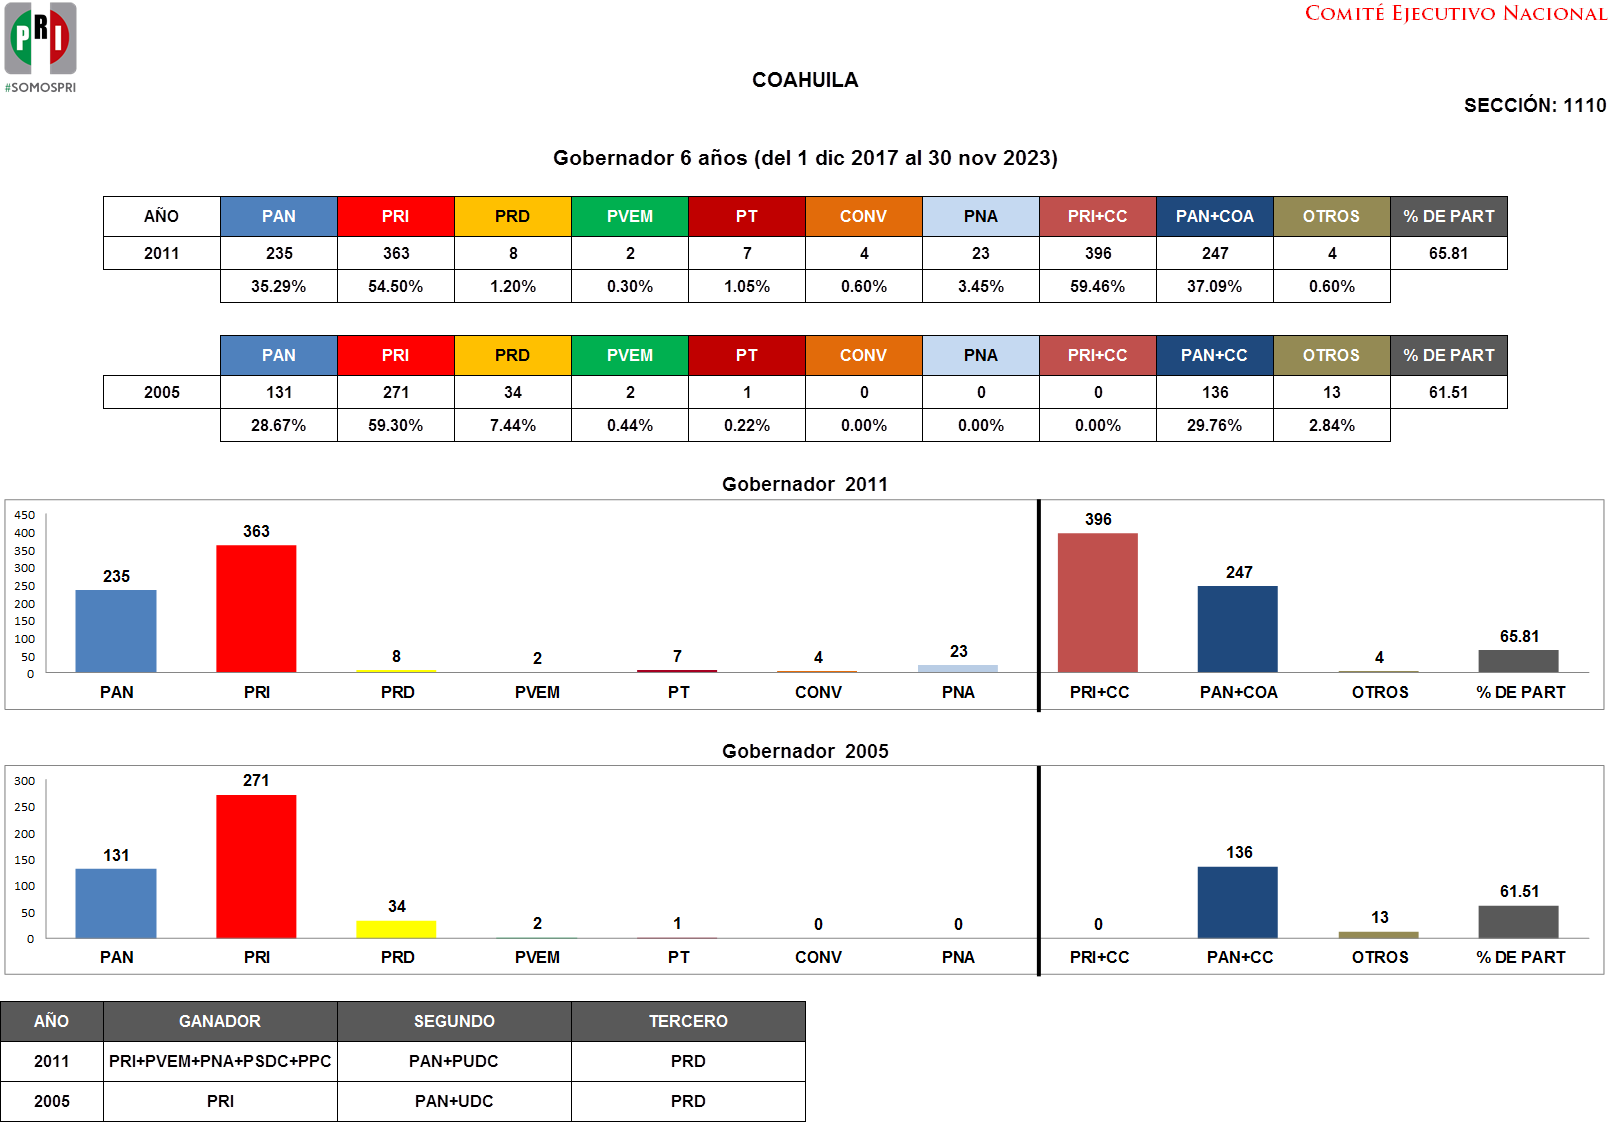 PRI
#SOMOSPRI
COMITÉ EJECUTIVO NACIONAL
COAHUILA
SECCIÓN: 1110
Gobernador 6 años (del 1 dic 2017 al 30 nov 2023)
AÑO PAN PRI PRD PVEM PT CONV PNA PRI+CC PAN+COA OTROS % DE PART
2011 235 363 8 2 7 4 23 396 247 4 65.81
35.29% 54.50% 1.20% 0.30% 1.05% 0.60% 3.45% 59.46% 37.09% 0.60%
PAN PRI PRD PVEM PT CONV PNA PRI+CC PAN+CC OTROS % DE PART
2005 131 271 34 2 1 0 0 0 136 13 61.51
28.67% 59.30% 7.44% 0.44% 0.22% 0.00% 0.00% 0.00% 29.76% 2.84%
Gobernador 2011
450
400
350
300
250
200
150
100
50
0
235 363 8 2 7 4 23 396 247 4 65.81
PAN PRI PRD PVEM PT CONV PNA PRI+CC PAN+COA OTROS % DE PART
Gobernador 2005
300
250
200
150
100
50
0
131 271 34 2 1 0 0 0 136 13 61.51
PAN PRI PRD PVEM PT CONV PNA PRI+CC PAN+CC OTROS % DE PART
AÑO GANADOR SEGUNDO TERCERO
2011 PRI+PVEM+PNA+PSDC+PPC PAN+PUDC PRD
2005 PRI PAN+UDC PRD